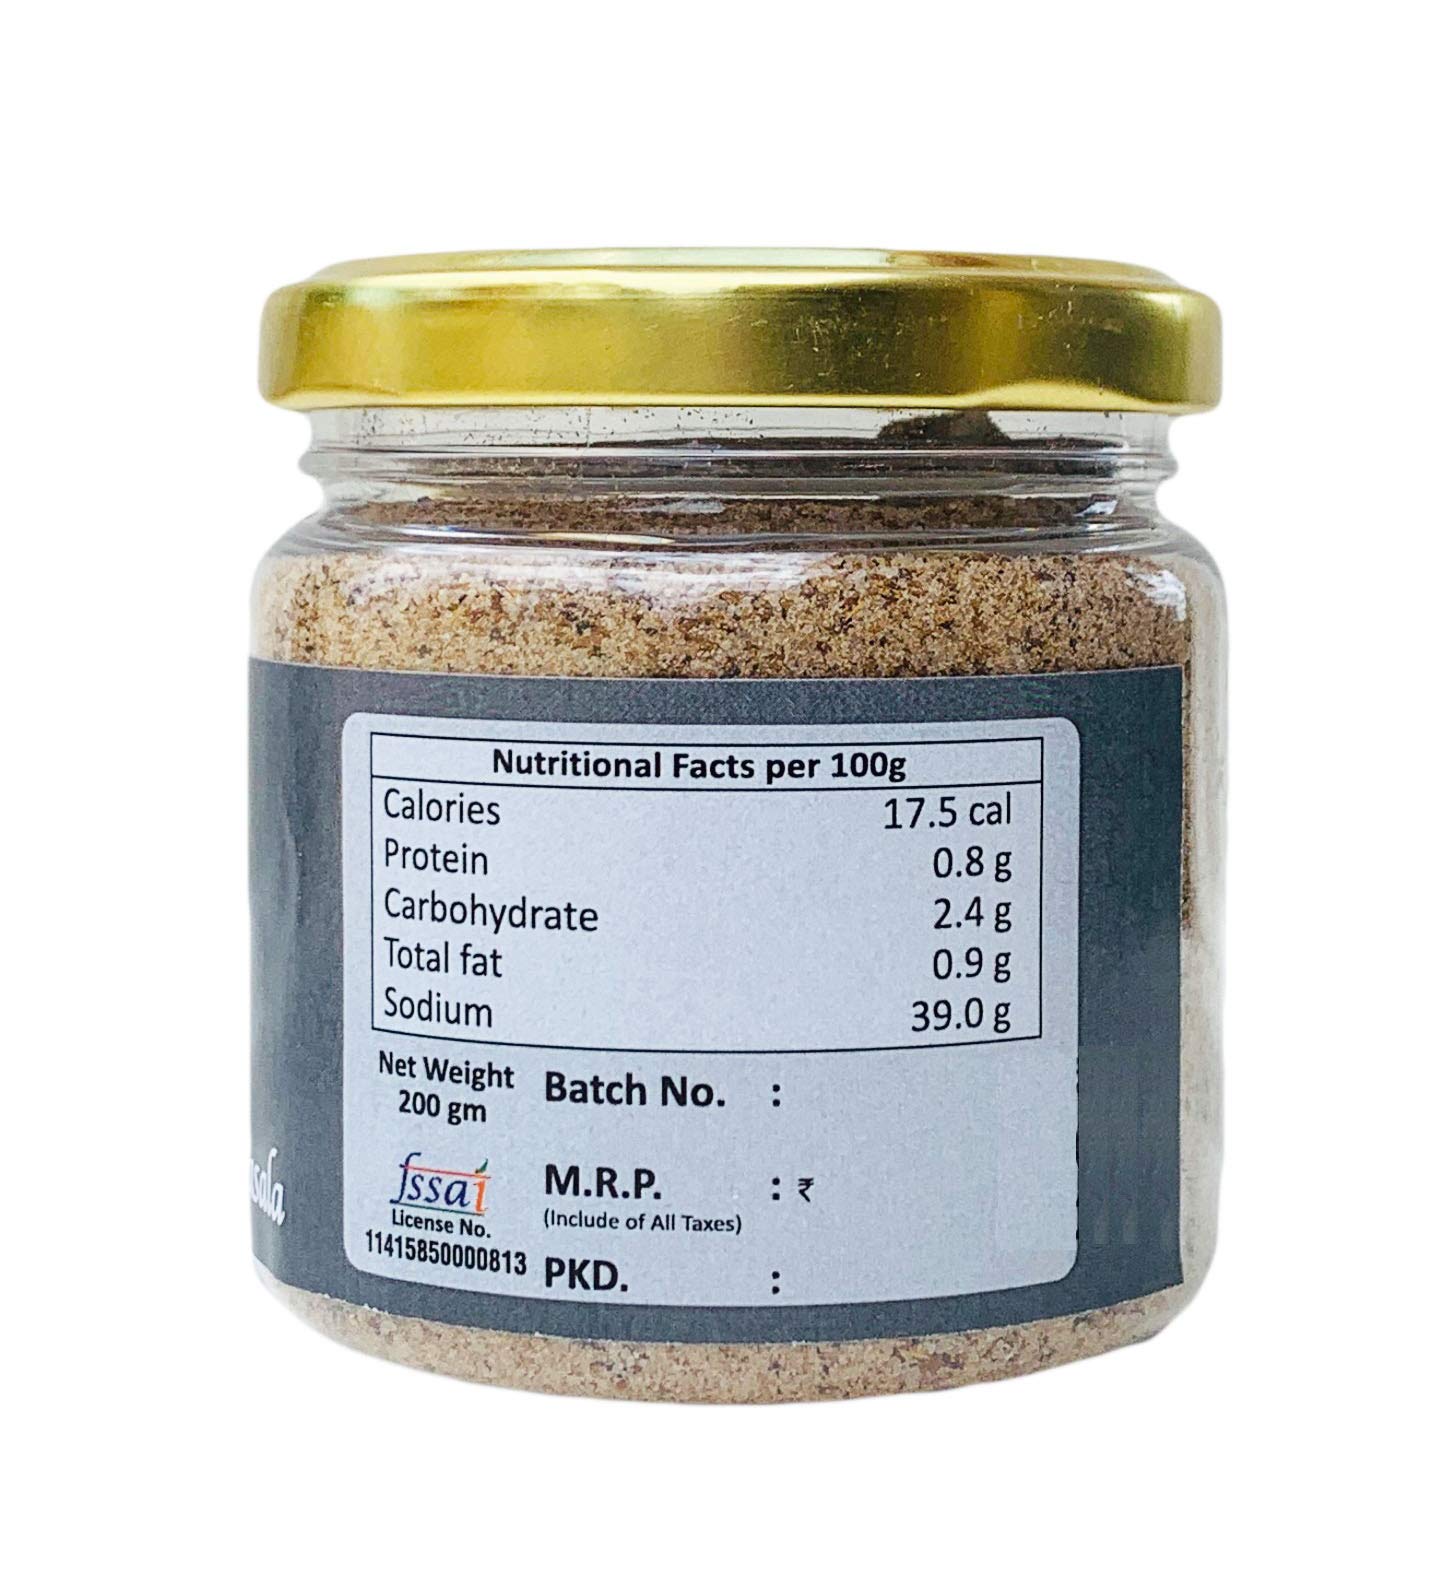 Nutritional Facts per 100g
Calories 17.5 cal
Protein 0.8 g
Carbohydrate 2.4 g
Total fat 0.9 g
Sodium 39.0 g
Net Weight
200 gm
Batch No. :
fssai
License No.
11415850000813
M.R.P. : ₹
(Include of All Taxes)
PKD. :